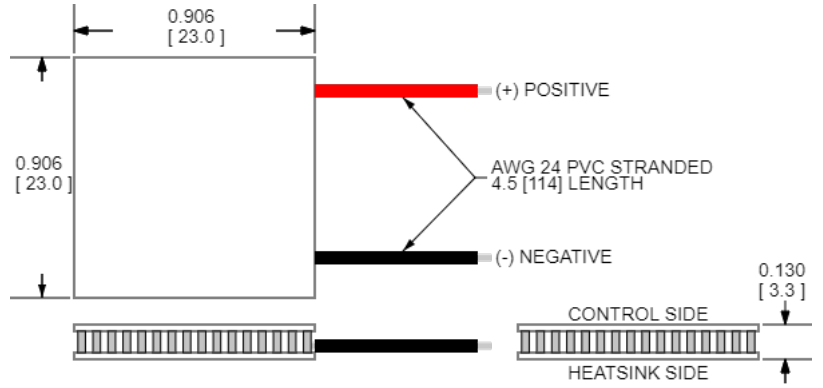 0.906
[ 23.0 ]
(+) POSITIVE
0.906
[ 23.0 ]
AWG 24 PVC STRANDED
4.5 [114] LENGTH
(-) NEGATIVE
0.130
[ 3.3 ]
CONTROL SIDE
HEATSINK SIDE